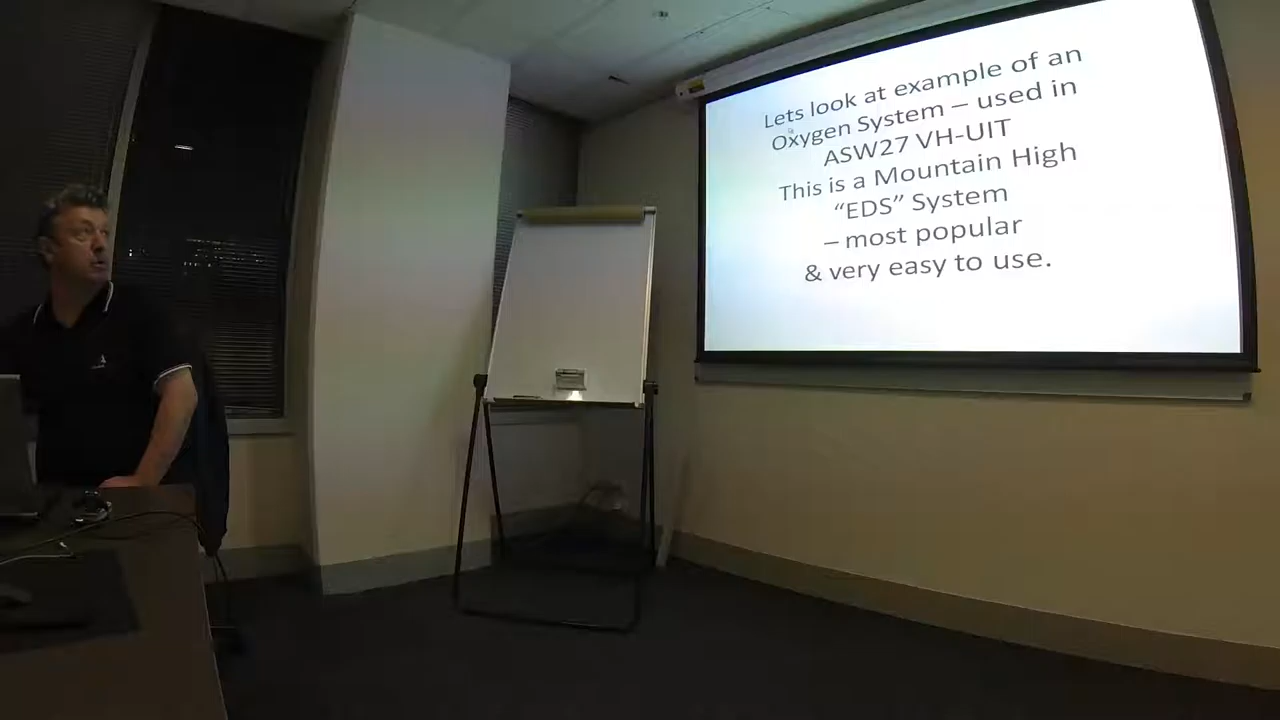 Lets look at example of an
Oxygen System – used in
ASW27 VH-UIT
This is a Mountain High
“EDS” System
– most popular
& very easy to use.